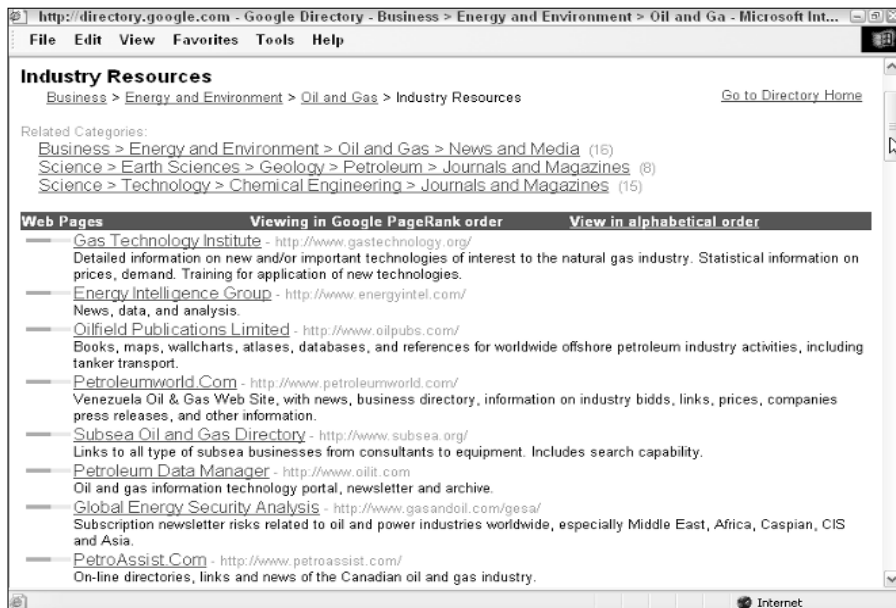 http://directory.google.com - Google Directory - Business > Energy and Environment > Oil and Ga - Microsoft Int...
File Edit View Favorites Tools Help
Industry Resources
Business > Energy and Environment > Oil and Gas > Industry Resources
Go to Directory Home
Related Categories:
Business > Energy and Environment > Oil and Gas > News and Media (16)
Science > Earth Sciences > Geology > Petroleum > Journals and Magazines (8)
Science > Technology > Chemical Engineering > Journals and Magazines (15)
Web Pages Viewing in Google PageRank order View in alphabetical order
Gas Technology Institute - http://www.gastechnology.org/
Detailed information on new and/or important technologies of interest to the natural gas industry. Statistical information on
prices, demand. Training for application of new technologies.
Energy Intelligence Group - http://www.energyintel.com/
News, data, and analysis.
Oilfield Publications Limited - http://www.oilpubs.com/
Books, maps, wallcharts, atlases, databases, and references for worldwide offshore petroleum industry activities, including
tanker transport.
Petroleumworld.Com - http://www.petroleumworld.com/
Venezuela Oil & Gas Web Site, with news, business directory, information on industry bids, links, prices, companies
press releases, and other information.
Subsea Oil and Gas Directory - http://www.subsea.org/
Links to all type of subsea businesses from consultants to equipment. Includes search capability.
Petroleum Data Manager - http://www.oilit.com
Oil and gas information technology portal, newsletter and archive.
Global Energy Security Analysis - http://www.gasandoil.com/gesa/
Subscription newsletter risks related to oil and power industries worldwide, especially Middle East, Africa, Caspian, CIS
and Asia.
PetroAssist.Com - http://www.petroassist.com/
On-line directories, links and news of the Canadian oil and gas industry.
Internet